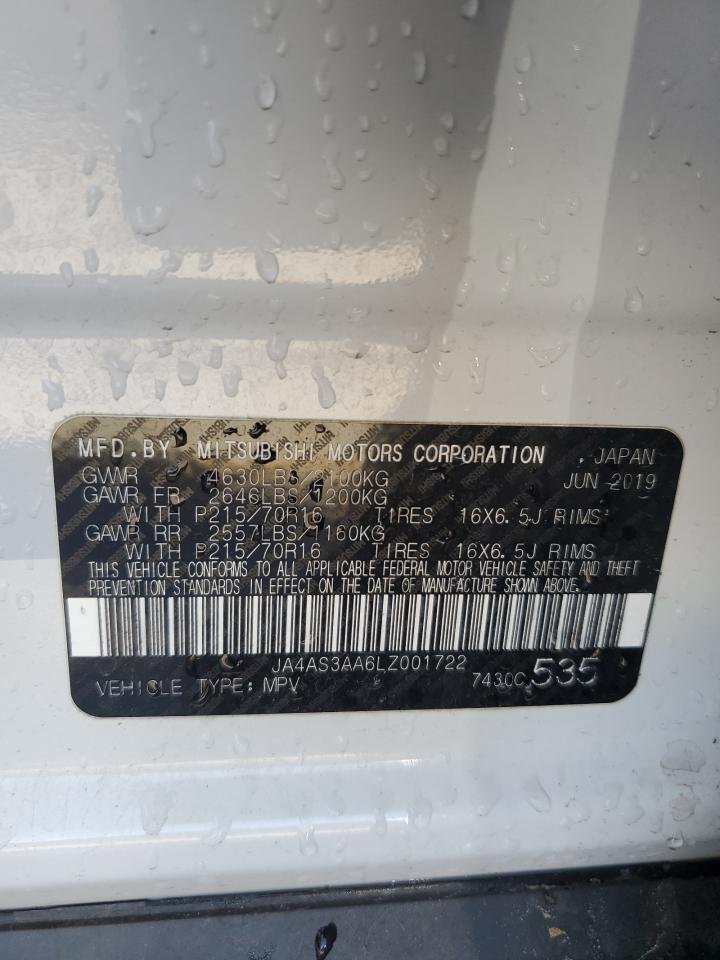 MFD.BY MITSUBISHI MOTORS CORPORATION , JAPAN
GVWR 4630LBS/2100KG JUN 2019
GAWR FR 2646LBS/1200KG
WITH P215/70R16 TIRES 16X6.5J RIMS
GAWR RR 2557LBS/1160KG
WITH P215/70R16 TIRES 16X6.5J RIMS
THIS VEHICLE CONFORMS TO ALL APPLICABLE FEDERAL MOTOR VEHICLE SAFETY AND THEFT
PREVENTION STANDARDS IN EFFECT ON THE DATE OF MANUFACTURE SHOWN ABOVE.
JA4AS3AA6LZ001722
VEHICLE TYPE: MPV 7430C535